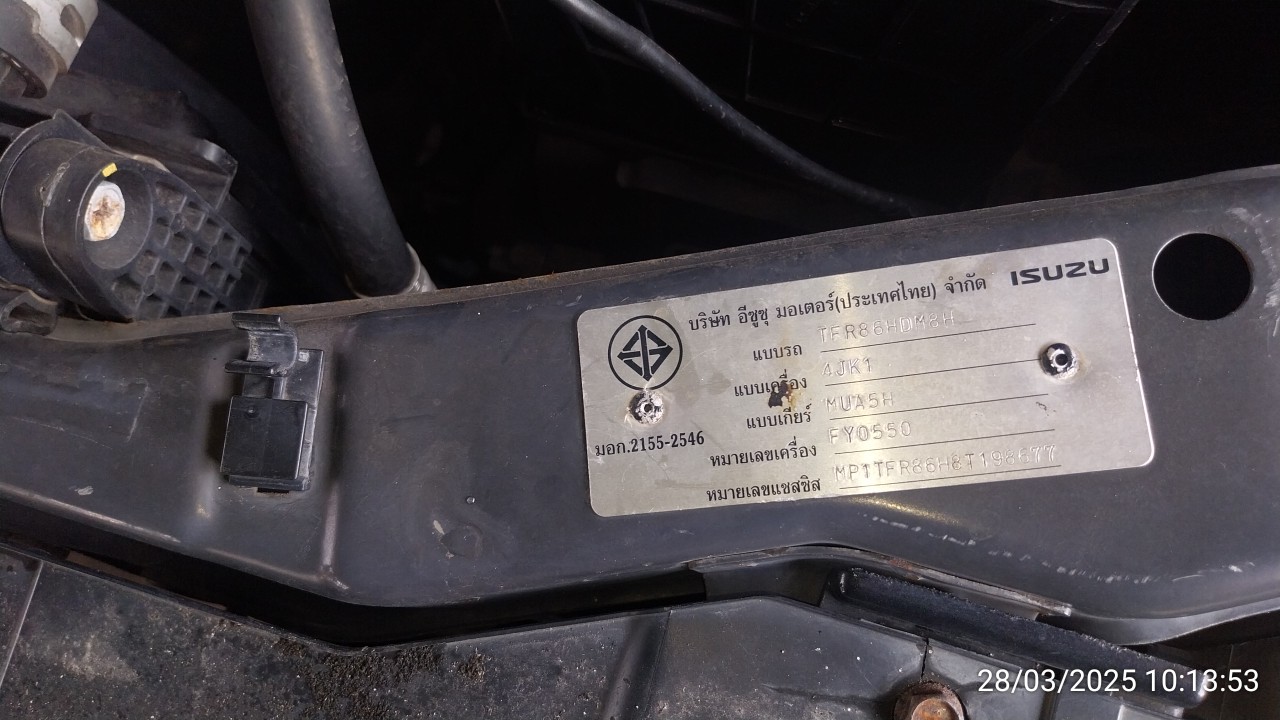 บริษัท อีซูซุ มอเตอร์(ประเทศไทย) จำกัด ISUZU
แบบรถ TFR86HDM8H
แบบเครื่อง 4JK1
แบบเกียร์ MUA5H
หมายเลขเครื่อง FY0550
หมายเลขแชสซิส MP1TFR86H8T198677
มอก.2155-2546
28/03/2025 10:13:53